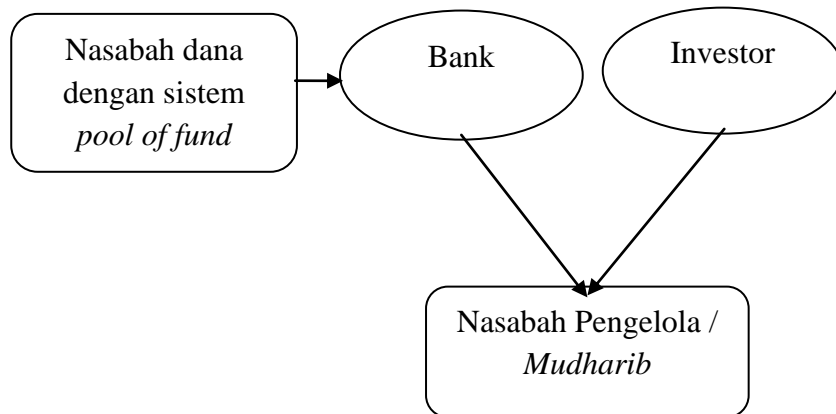 Nasabah dana
dengan sistem
pool of fund
Bank
Investor
Nasabah Pengelola /
Mudharib